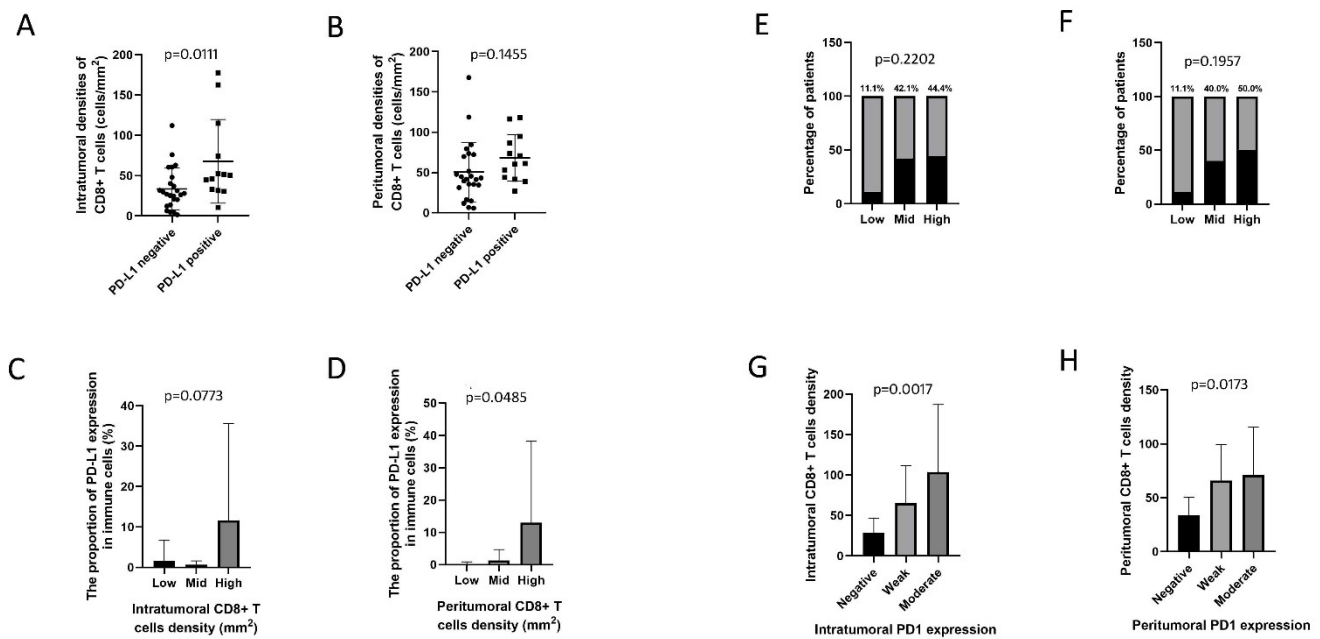 A
p=0.0111
Intratumoral densities of
CD8+ T cells (cells/mm²)
200
150
100
50
0
PD-L1 negative
PD-L1 positive
B
p=0.1455
Peritumoral densities of
CD8+ T cells (cells/mm²)
200
150
100
50
0
PD-L1 negative
PD-L1 positive
E
p=0.2202
Percentage of patients
150
100
50
0
11.1% 42.1% 44.4%
Low Mid High
F
p=0.1957
Percentage of patients
150
100
50
0
11.1% 40.0% 50.0%
Low Mid High
C
p=0.0773
The proportion of PD-L1 expression
in immune cells (%)
40
30
20
10
0
Low Mid High
Intratumoral CD8+ T
cells density (mm²)
D
p=0.0485
The proportion of PD-L1 expression
in immune cells (%)
50
40
30
20
10
0
Low Mid High
Peritumoral CD8+ T
cells density (mm²)
G
p=0.0017
Intratumoral CD8+ T cells density
200
150
100
50
0
Negative
Weak
Moderate
Intratumoral PD1 expression
H
p=0.0173
Peritumoral CD8+ T cells density
150
100
50
0
Negative
Weak
Moderate
Peritumoral PD1 expression